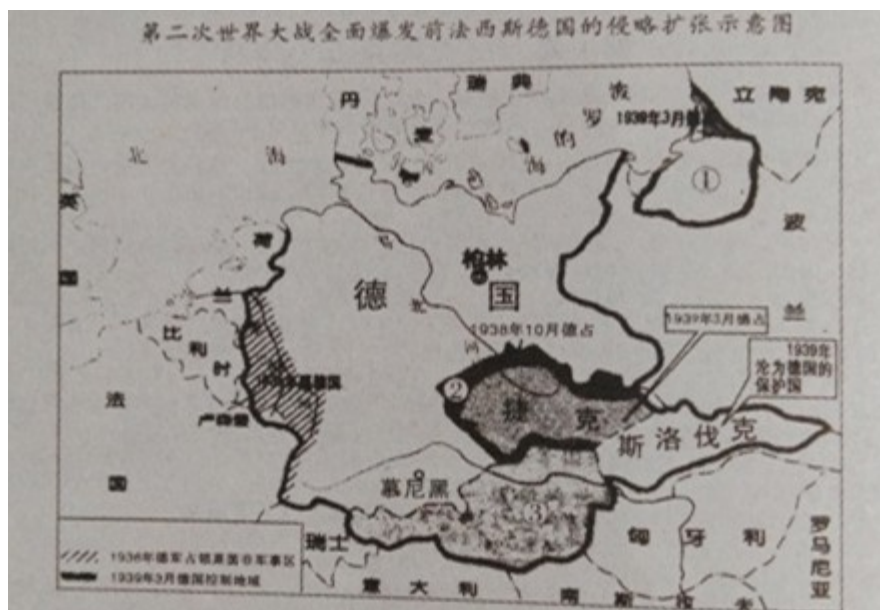 第二次世界大战全面爆发前法西斯德国的侵略扩张示意图
瑞典
丹
麦
波
罗
的
海
立陶宛
1939年3月德占
北海
①
英
国
荷
兰
柏林
波
兰
德国
1939年3月德占
1938年10月德占
比利时
1939年
沦为德国的
保护国
②
捷克
斯洛伐克
卢森堡
法
国
慕尼黑
③
瑞士
匈牙利
罗马尼亚
意大利
南斯拉夫
1936年德军占领原莱茵非军事区
1939年3月德国控制地域